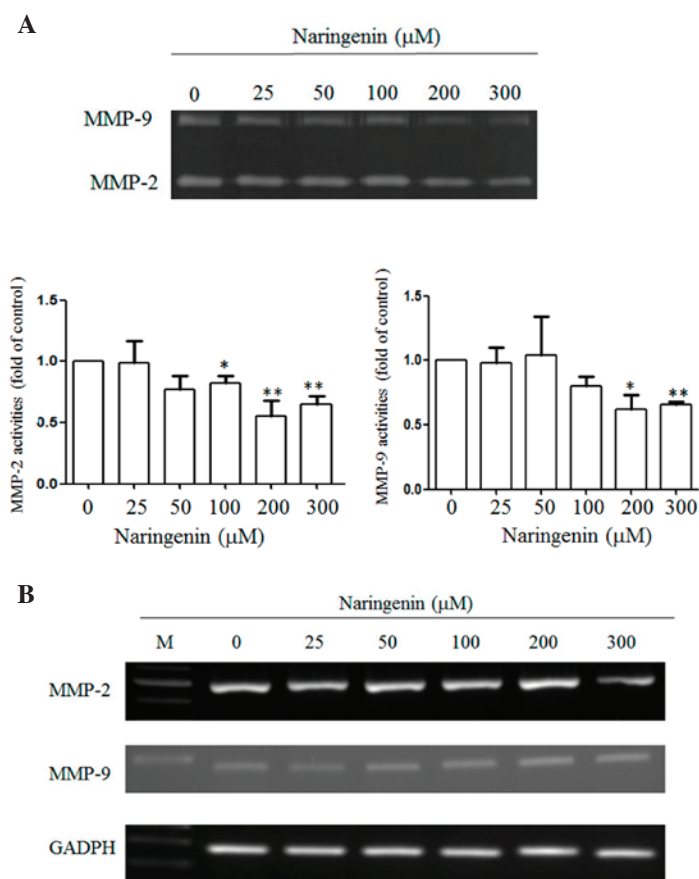 A
Naringenin (μM)
0 25 50 100 200 300
MMP-9
MMP-2
MMP-2 activities (fold of control)
1.5
1.0
0.5
0.0
* ** **
0 25 50 100 200 300
Naringenin (μM)
MMP-9 activities (fold of control)
1.5
1.0
0.5
0.0
* **
0 25 50 100 200 300
Naringenin (μM)
B
Naringenin (μM)
M 0 25 50 100 200 300
MMP-2
MMP-9
GADPH